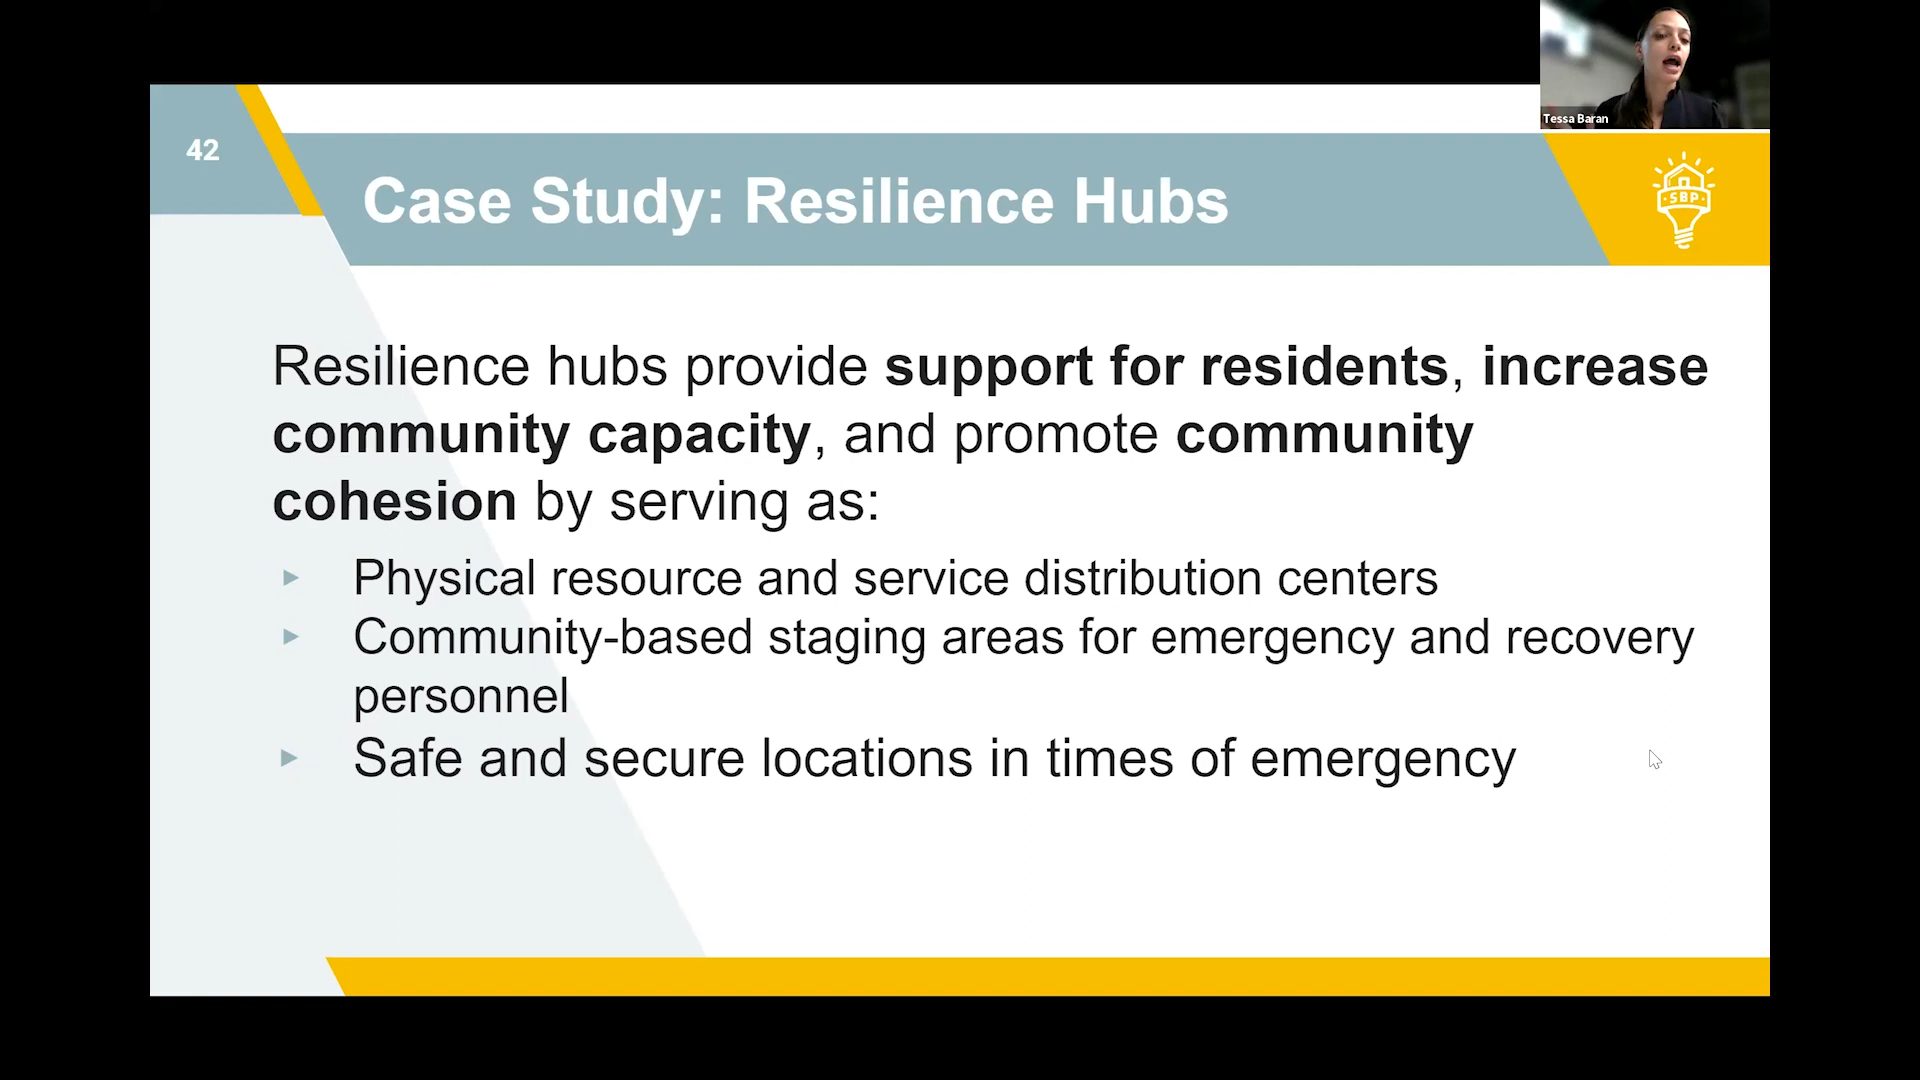 Tessa Baran
42
Case Study: Resilience Hubs
SBP
Resilience hubs provide support for residents, increase
community capacity, and promote community
cohesion by serving as:
Physical resource and service distribution centers
Community-based staging areas for emergency and recovery
personnel
Safe and secure locations in times of emergency